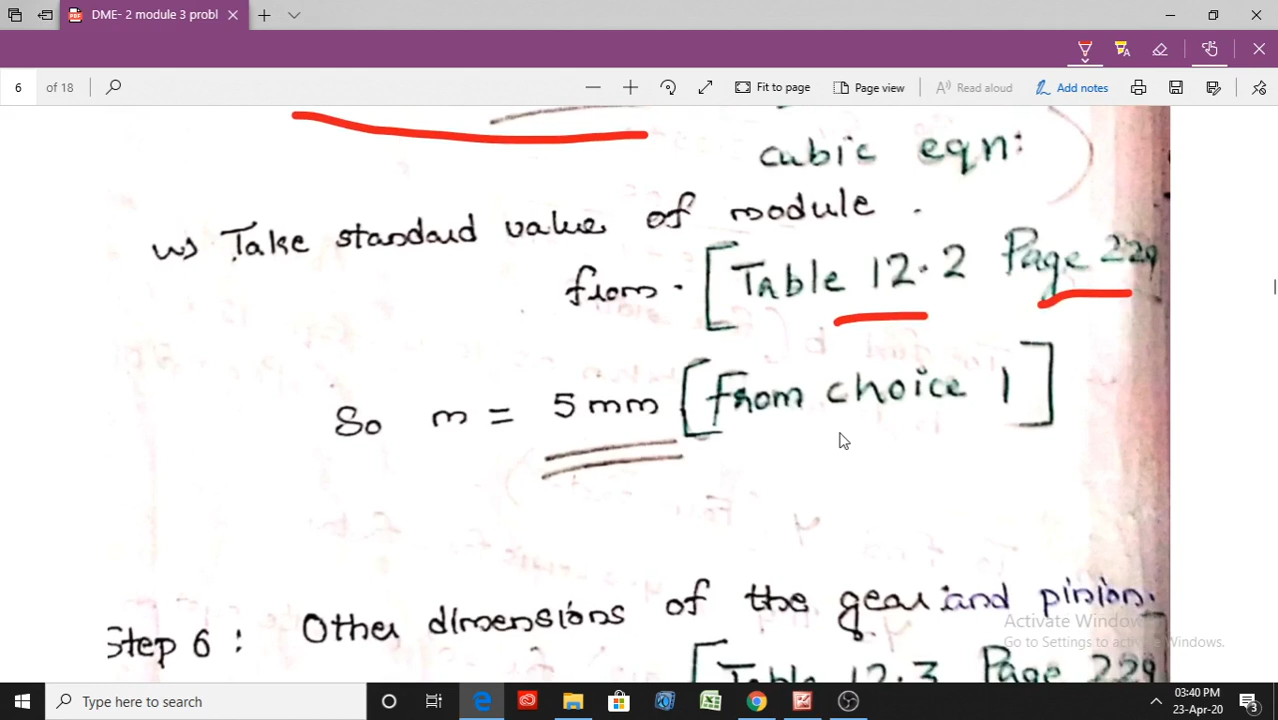 DME- 2 module 3 probl
6 of 18
Fit to page
Page view
Read aloud
Add notes
cubic eqn:
Take standard value of module.
from. [Table 12.2 Page 229
So m = 5mm [From choice 1]
Step 6: Other dimensions of the gear and pinion.
[Table 12.3 Page 229
Activate Windows
Go to Settings to activate Windows.
Type here to search
03:40 PM
23-Apr-20
3